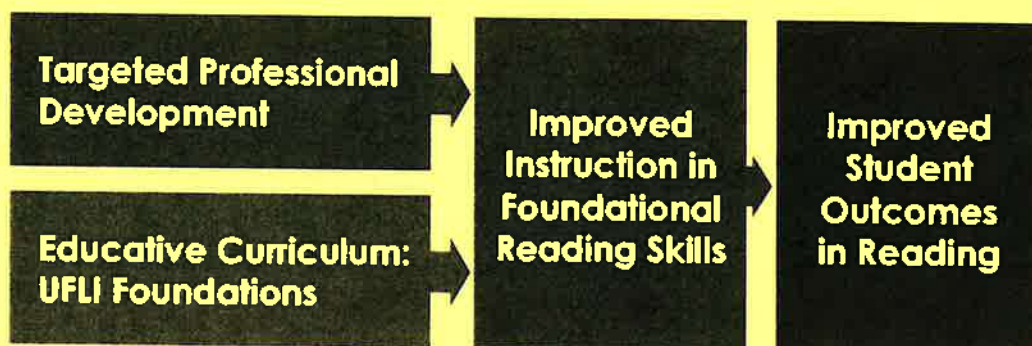 Targeted Professional
Development
Educative Curriculum:
UFLI Foundations
Improved
Instruction in
Foundational
Reading Skills
Improved
Student
Outcomes
in Reading